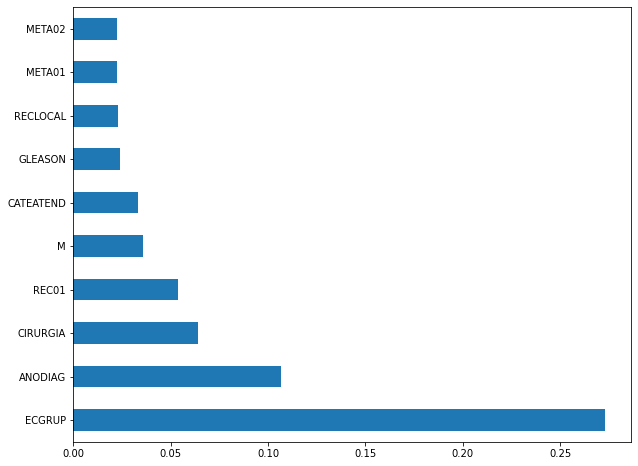 META02
META01
RECLOCAL
GLEASON
CATEATEND
M
REC01
CIRURGIA
ANODIAG
ECGRUP
0.00 0.05 0.10 0.15 0.20 0.25